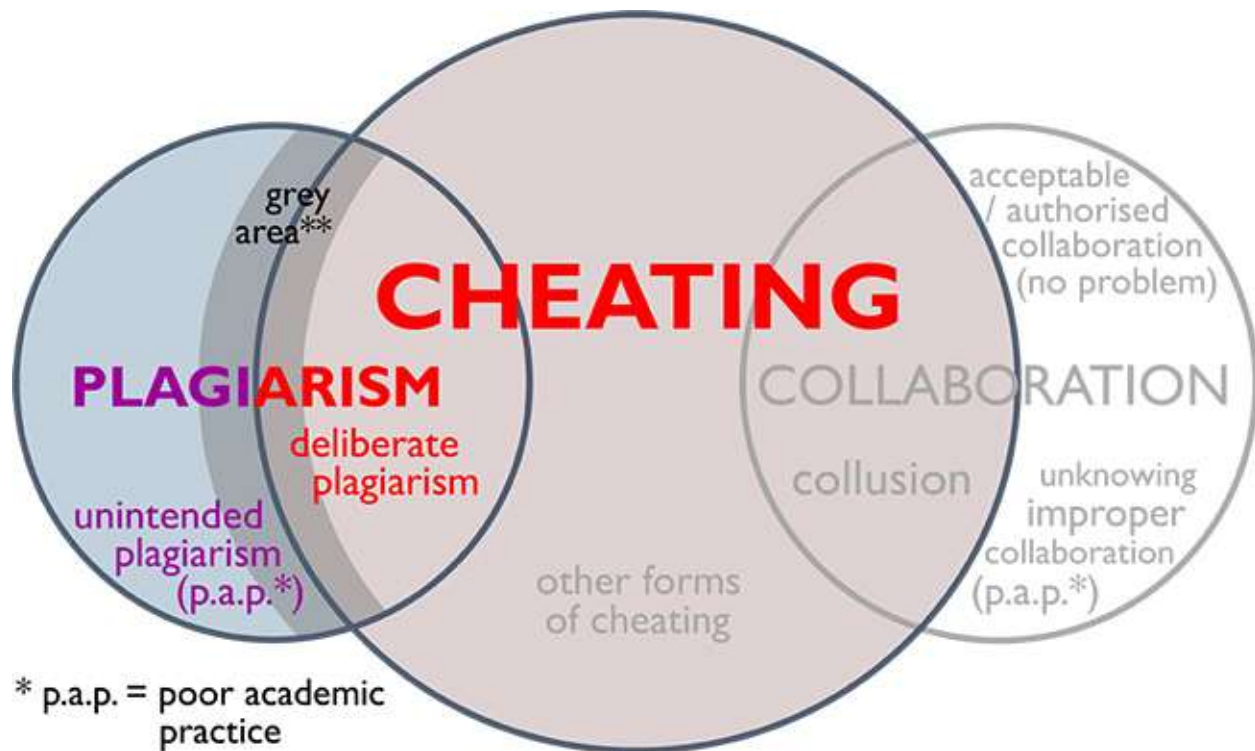 grey
area**
CHEATING
PLAGIARISM
deliberate
plagiarism
unintended
plagiarism
(p.a.p.*)
other forms
of cheating
acceptable
/ authorised
collaboration
(no problem)
COLLABORATION
collusion
unknowing
improper
collaboration
(p.a.p.*)
* p.a.p. = poor academic
practice